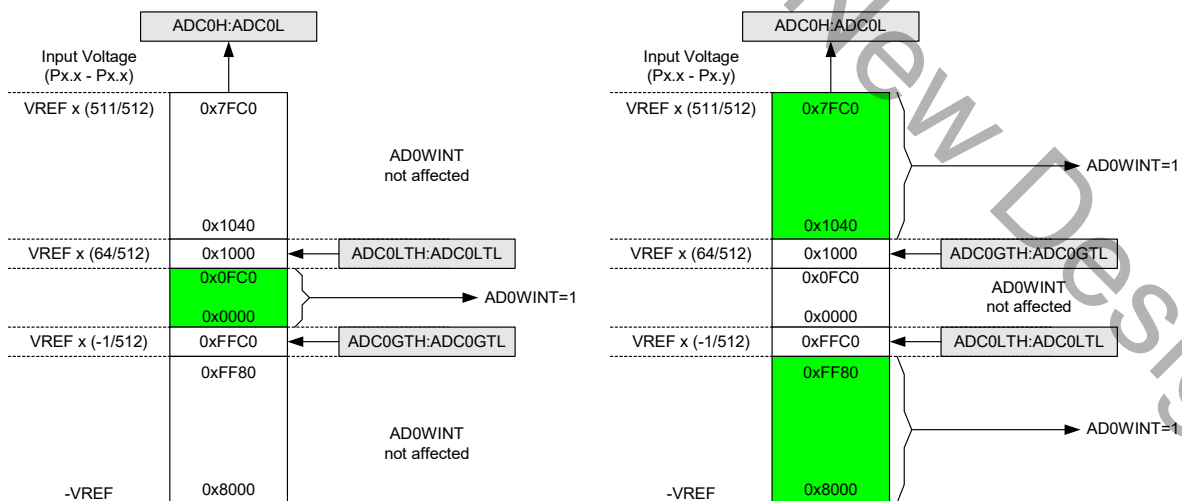 ADC0H:ADC0L
Input Voltage
(Px.x - Px.x)
VREF x (511/512)
0x7FC0
AD0WINT
not affected
0x1040
VREF x (64/512)
0x1000
ADC0LTH:ADC0LTL
0x0FC0
AD0WINT=1
0x0000
VREF x (-1/512)
0xFFC0
ADC0GTH:ADC0GTL
0xFF80
AD0WINT
not affected
-VREF
0x8000
ADC0H:ADC0L
Input Voltage
(Px.x - Px.y)
VREF x (511/512)
0x7FC0
AD0WINT=1
0x1040
VREF x (64/512)
0x1000
ADC0GTH:ADC0GTL
0x0FC0
AD0WINT
not affected
0x0000
VREF x (-1/512)
0xFFC0
ADC0LTH:ADC0LTL
0xFF80
AD0WINT=1
-VREF
0x8000
New Desig